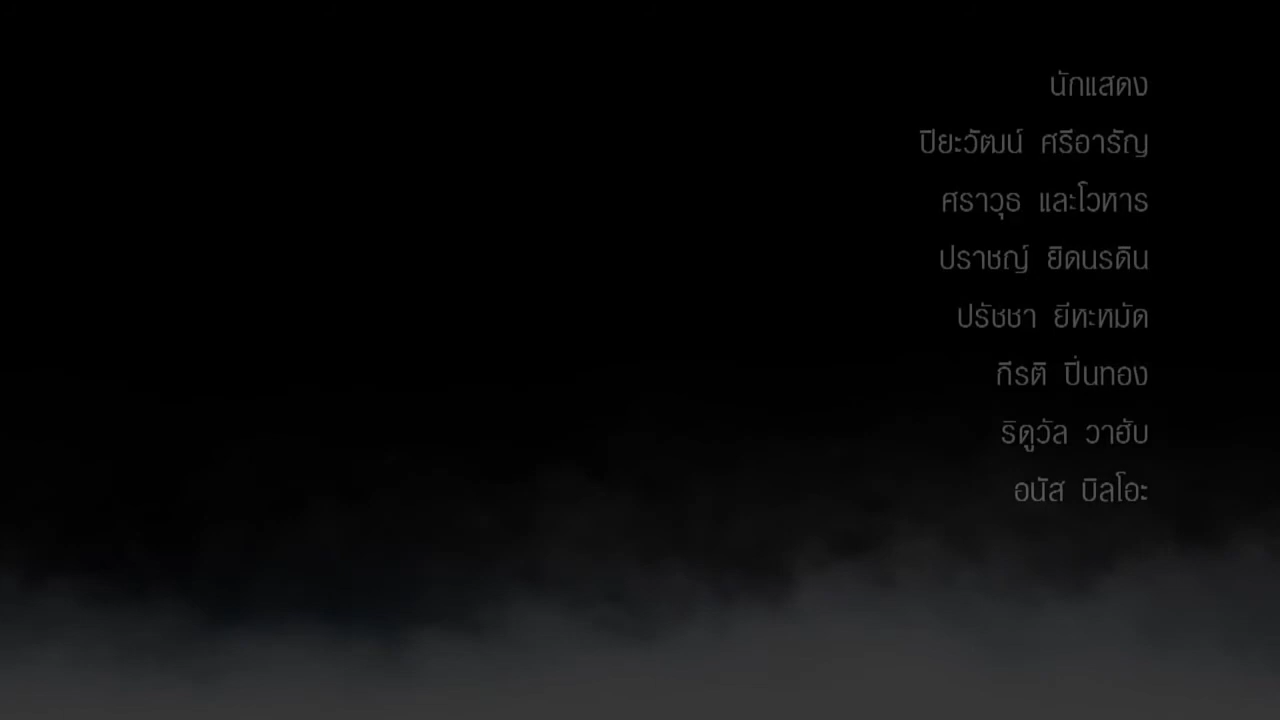 นักแสดง
ปิยะวัฒน์ ศรีอารัญ
ศราวุธ และโวหาร
ปราชญ์ ยิดนรดิน
ปรัชชา ยีหะหมัด
กีรติ ปิ่นทอง
ริดูวัล วาฮับ
อนัส บิลโอะ